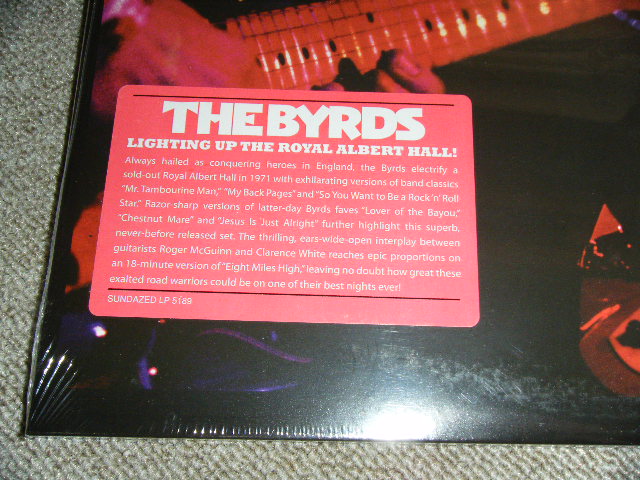 THE BYRDS
LIGHTING UP THE ROYAL ALBERT HALL!
Always hailed as conquering heroes in England, the Byrds electrify a
sold-out Royal Albert Hall in 1971 with exhilarating versions of band classics
"Mr. Tambourine Man," "My Back Pages" and "So You Want to Be a Rock 'n' Roll
Star." Razor-sharp versions of latter-day Byrds faves "Lover of the Bayou,"
"Chestnut Mare" and "Jesus Is Just Alright" further highlight this superb,
never-before released set. The thrilling, ears-wide-open interplay between
guitarists Roger McGuinn and Clarence White reaches epic proportions on
an 18-minute version of "Eight Miles High," leaving no doubt how great these
exalted road warriors could be on one of their best nights ever!
SUNDAZED LP 5189